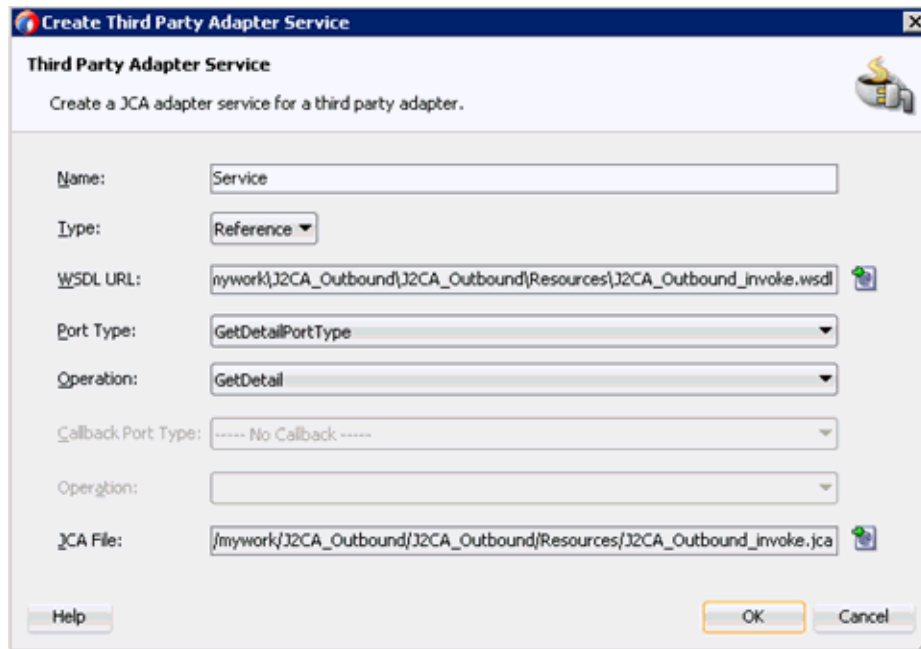 Create Third Party Adapter Service
Third Party Adapter Service
Create a JCA adapter service for a third party adapter.
Name: Service
Type: Reference
WSDL URL: nywork\J2CA_Outbound\J2CA_Outbound\Resources\J2CA_Outbound_invoke.wsdl
Port Type: GetDetailPortType
Operation: GetDetail
Callback Port Type: ----- No Callback -----
Operation:
JCA File: /mywork/J2CA_Outbound/J2CA_Outbound/Resources/J2CA_Outbound_invoke.jca
Help OK Cancel